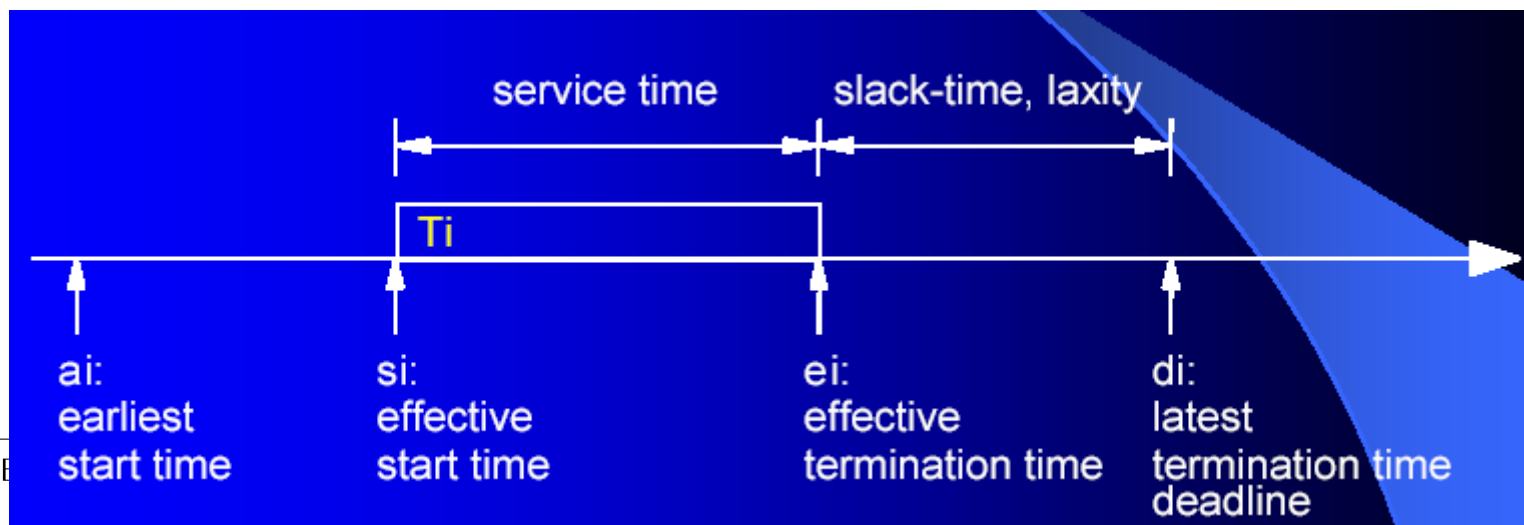 service time
slack-time, laxity
Ti
ai:
earliest
start time
si:
effective
start time
ei:
effective
termination time
di:
latest
termination time
deadline